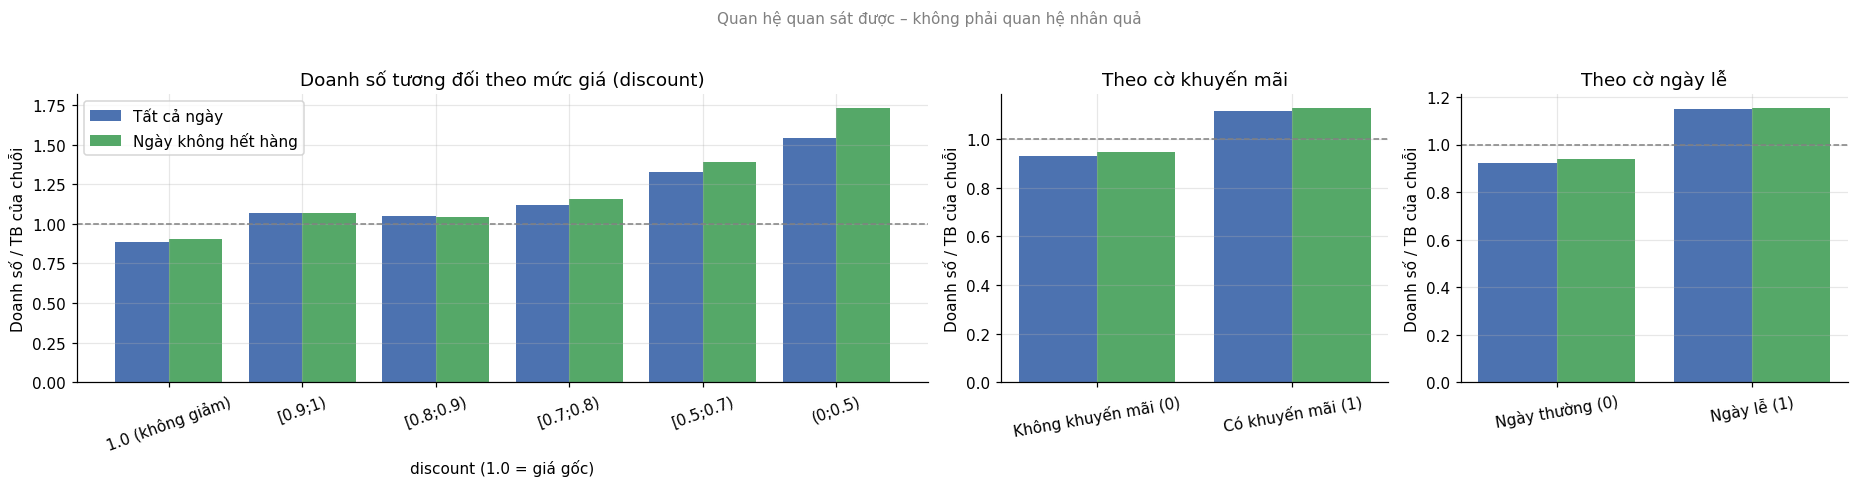 Quan hệ quan sát được – không phải quan hệ nhân quả
Doanh số tương đối theo mức giá (discount)
Tất cả ngày
Ngày không hết hàng
Doanh số / TB của chuỗi
1.75
1.50
1.25
1.00
0.75
0.50
0.25
0.00
1.0 (không giảm)
[0.9;1)
[0.8;0.9)
[0.7;0.8)
[0.5;0.7)
(0;0.5)
discount (1.0 = giá gốc)
Theo cờ khuyến mãi
Doanh số / TB của chuỗi
1.0
0.8
0.6
0.4
0.2
0.0
Không khuyến mãi (0)
Có khuyến mãi (1)
Theo cờ ngày lễ
Doanh số / TB của chuỗi
1.2
1.0
0.8
0.6
0.4
0.2
0.0
Ngày thường (0)
Ngày lễ (1)